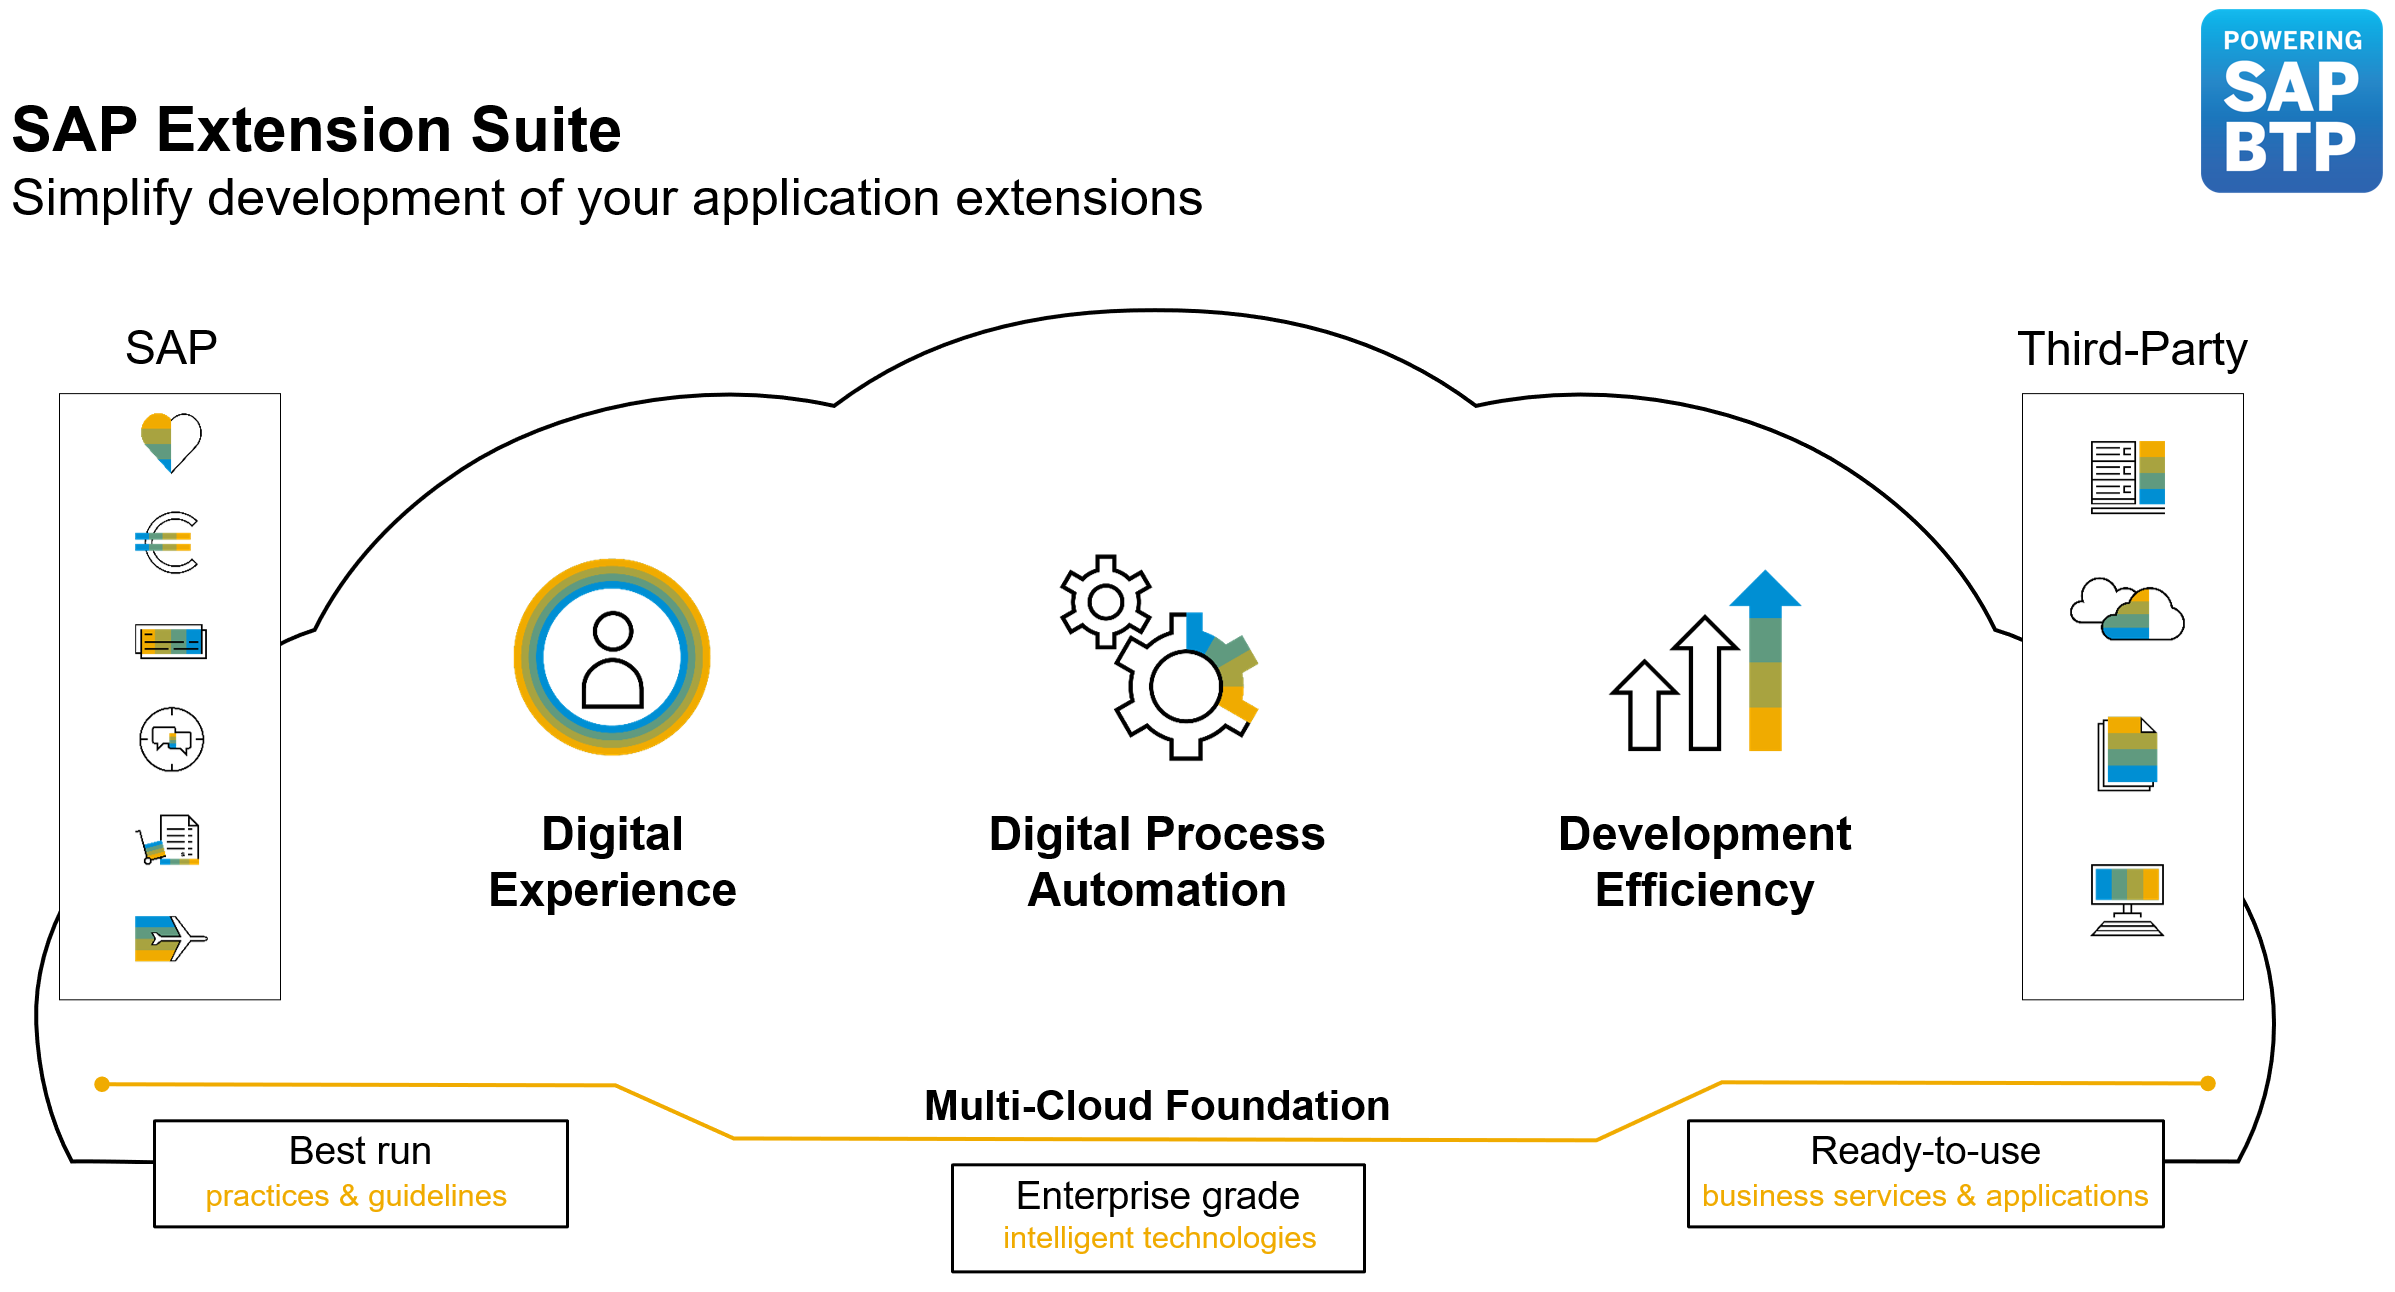 POWERING
SAP
BTP
SAP Extension Suite
Simplify development of your application extensions
SAP
Third-Party
Digital
Experience
Digital Process
Automation
Development
Efficiency
Multi-Cloud Foundation
Best run
practices & guidelines
Enterprise grade
intelligent technologies
Ready-to-use
business services & applications